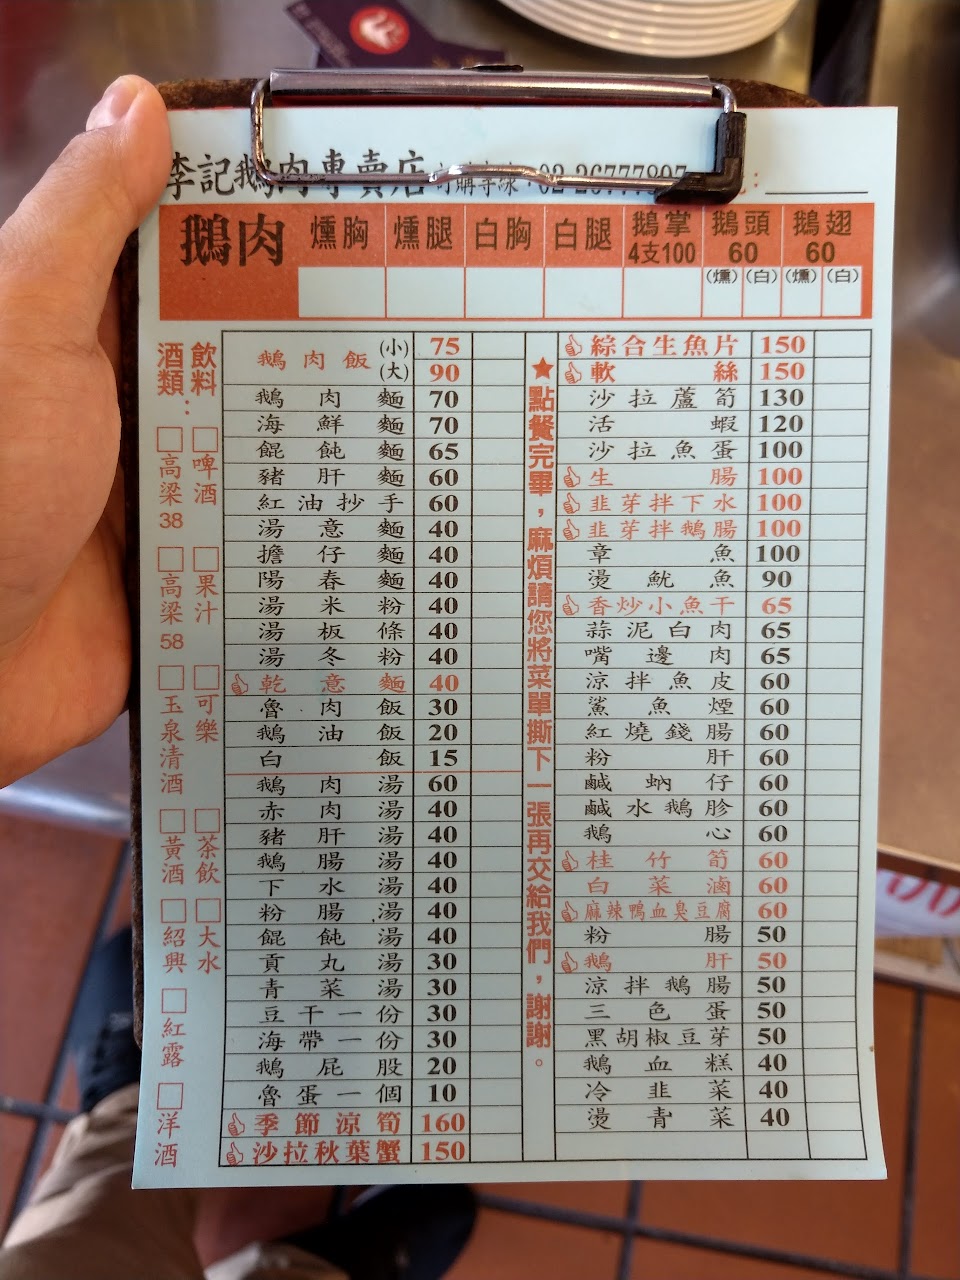 李記鵝肉專賣店 訂購專線：02-26777897
鵝肉 燻胸 燻腿 白胸 白腿 鵝掌 4支100 鵝頭 60 鵝翅 60
(燻) (白) (燻) (白)
飲料
酒類：
□啤酒
□果汁
□可樂
□茶飲
□大水
□高梁38
□高梁58
□玉泉清酒
□黃酒
□紹興
□紅露
□洋酒
鵝肉飯 (小) 75
(大) 90
鵝肉麵 70
海鮮麵 70
餛飩麵 65
豬肝麵 60
紅油抄手 60
湯意麵 40
擔仔麵 40
陽春麵 40
湯米粉 40
湯板條 40
湯冬粉 40
乾意麵 40
魯肉飯 30
鵝油飯 20
白飯 15
鵝肉湯 60
赤肉湯 40
豬肝湯 40
鵝腸湯 40
下水湯 40
粉腸湯 40
餛飩湯 40
貢丸湯 30
青菜湯 30
豆干一份 30
海帶一份 30
鵝屁股 20
魯蛋一個 10
季節涼筍 160
沙拉秋葉蟹 150
★點餐完畢，麻煩請您將菜單撕下一張再交給我們，謝謝。
綜合生魚片 150
軟絲 150
沙拉蘆筍 130
活蝦 120
沙拉魚蛋 100
生腸 100
韭芽拌下水 100
韭芽拌鵝腸 100
章魚 100
燙魷魚 90
香炒小魚干 65
蒜泥白肉 65
嘴邊肉 65
涼拌魚皮 60
鯊魚煙 60
紅燒錢腸 60
粉肝 60
鹹蚋仔 60
鹹水鵝胗 60
鵝心 60
桂竹筍 60
白菜滷 60
麻辣鴨血臭豆腐 60
粉腸 50
鵝肝 50
涼拌鵝腸 50
三色蛋 50
黑胡椒豆芽 50
鵝血糕 40
冷韭菜 40
燙青菜 40